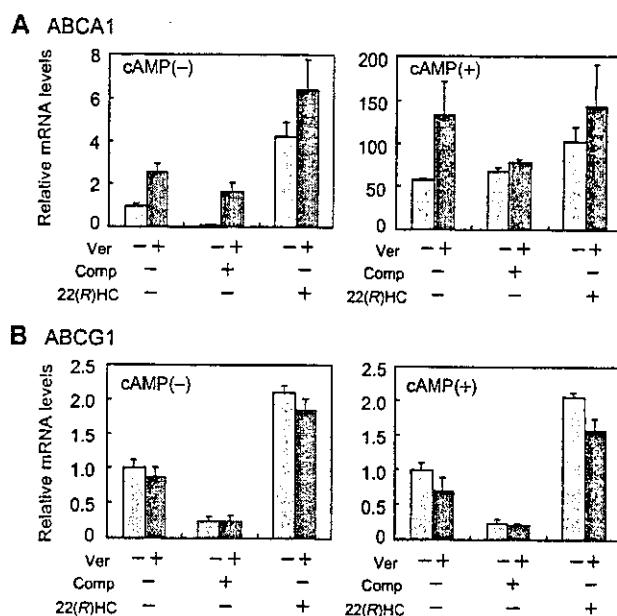 A ABCA1
Relative mRNA levels
8
6
4
2
0
cAMP(–)
200
150
100
50
0
cAMP(+)
Ver – + – + – +
Comp – + –
22(R)HC – – +
Ver – + – + – +
Comp – + –
22(R)HC – – +
B ABCG1
Relative mRNA levels
2.5
2.0
1.5
1.0
0.5
0
cAMP(–)
2.5
2.0
1.5
1.0
0.5
0
cAMP(+)
Ver – + – + – +
Comp – + –
22(R)HC – – +
Ver – + – + – +
Comp – + –
22(R)HC – – +